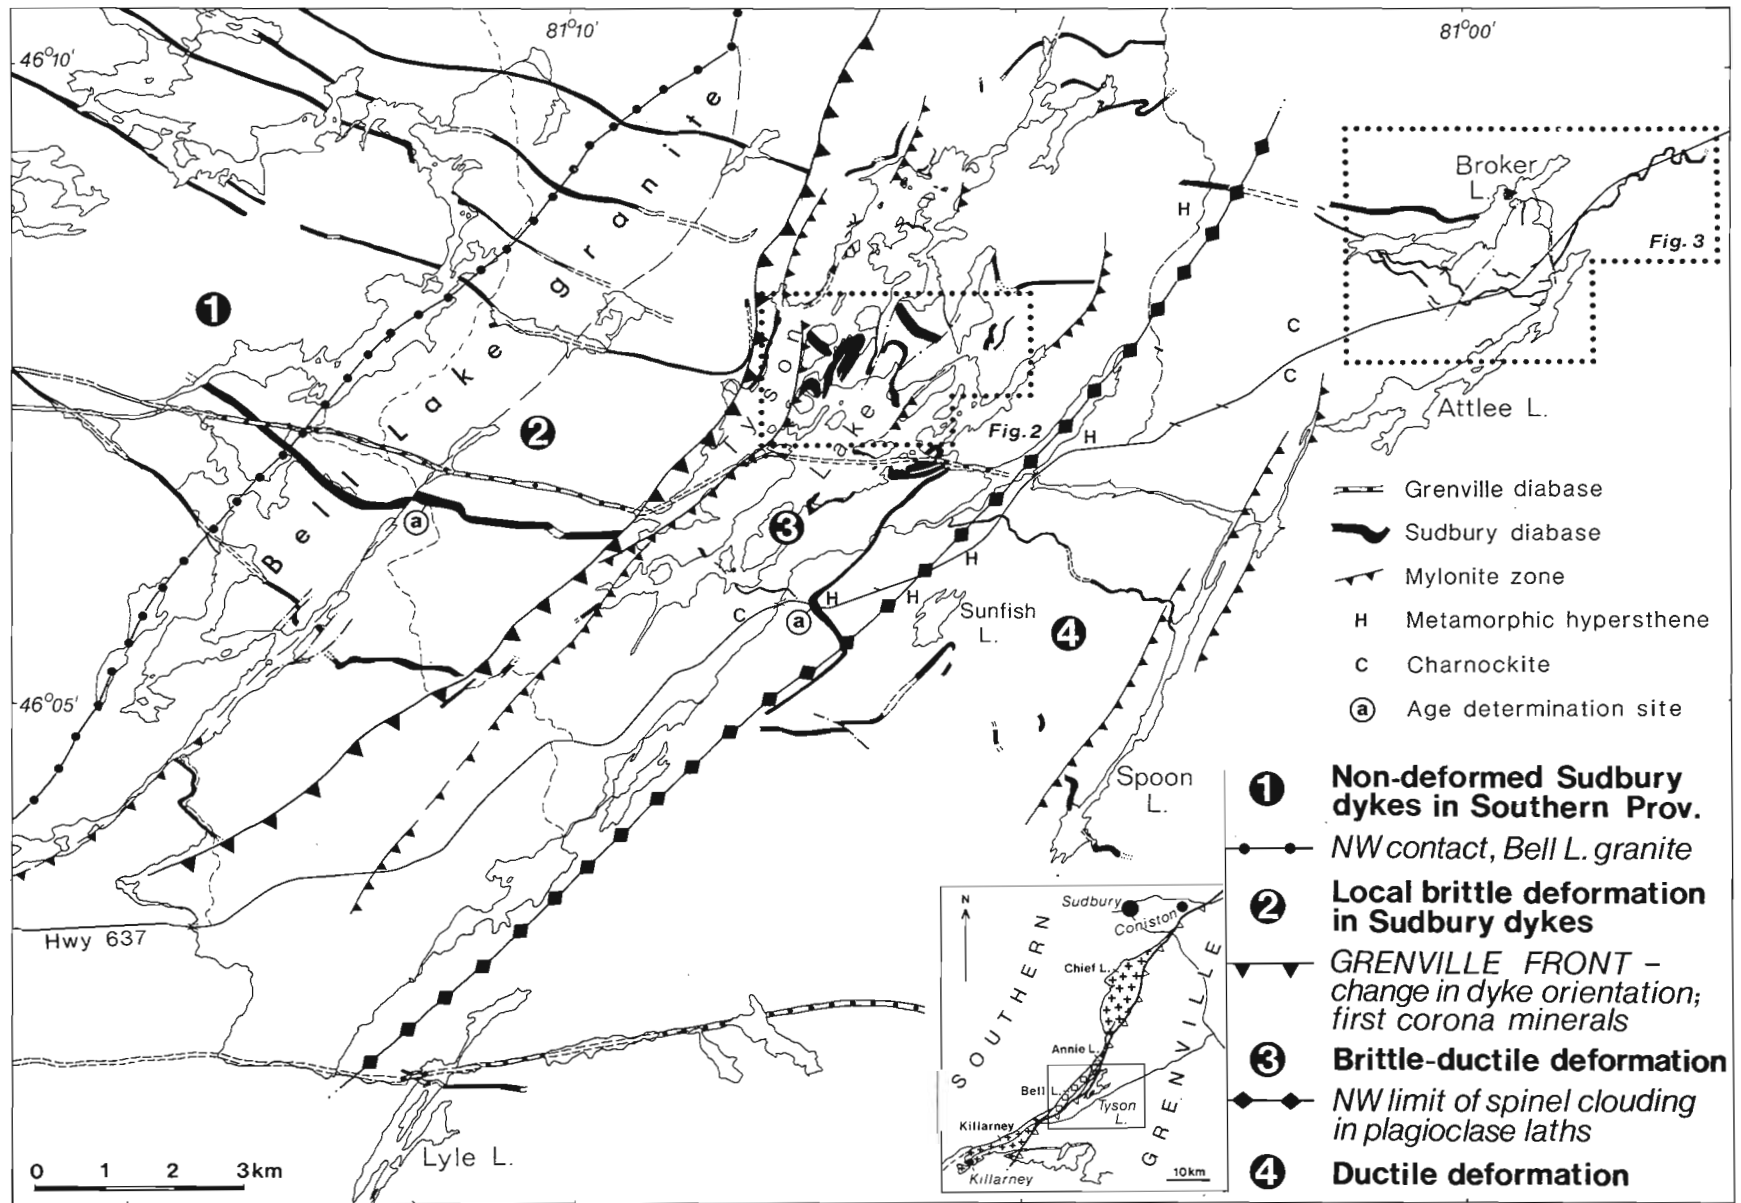 81°10'
81°00'
46°10'
46°05'
Bell Lake granite
Tyson Lake
1
2
3
4
Broker
L.
Fig. 3
Fig. 2
Attlee L.
Sunfish
L.
Spoon
L.
Lyle L.
Hwy 637
H
H
H
H
H
C
C
C
a
a
Grenville diabase
Sudbury diabase
Mylonite zone
H Metamorphic hypersthene
C Charnockite
a Age determination site
1 Non-deformed Sudbury
dykes in Southern Prov.
NW contact, Bell L. granite
2 Local brittle deformation
in Sudbury dykes
GRENVILLE FRONT –
change in dyke orientation;
first corona minerals
3 Brittle-ductile deformation
NW limit of spinel clouding
in plagioclase laths
4 Ductile deformation
0 1 2 3km
N
Sudbury
Coniston
Chief L.
Annie L.
Bell L.
Tyson
L.
Killarney
Killarney
SOUTHERN
GRENVILLE
10km